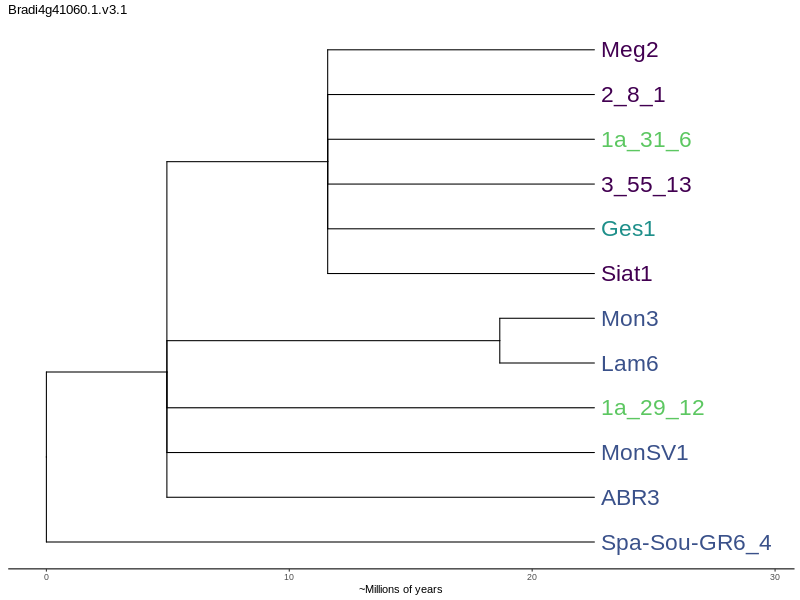 Bradi4g41060.1.v3.1
Meg2
2_8_1
1a_31_6
3_55_13
Ges1
Siat1
Mon3
Lam6
1a_29_12
MonSV1
ABR3
Spa-Sou-GR6_4
0 10 20 30
~Millions of years